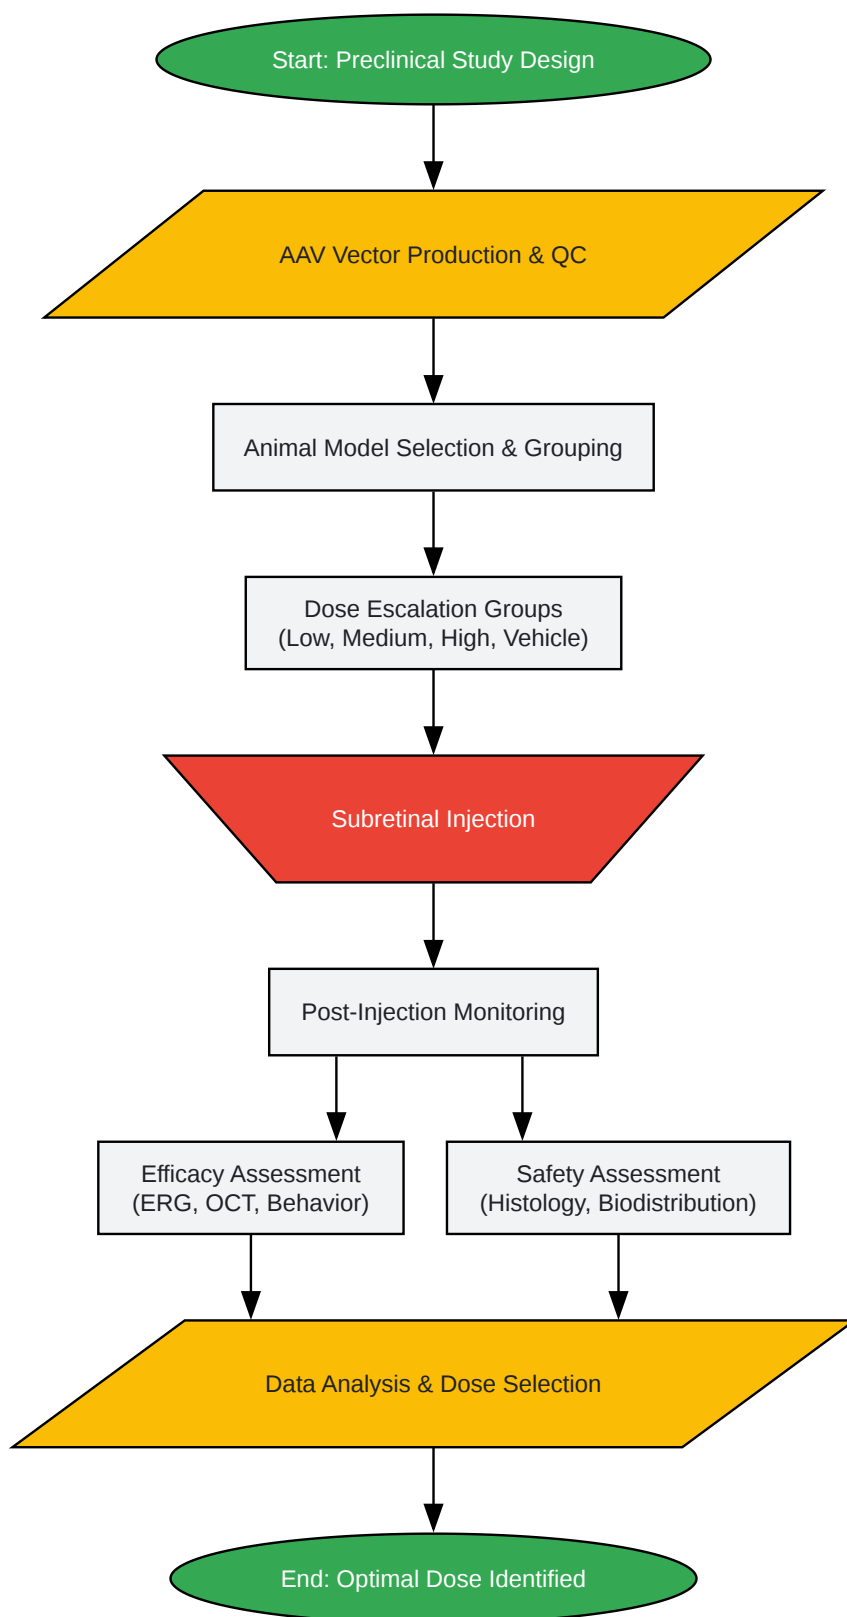 Start: Preclinical Study Design
AAV Vector Production & QC
Animal Model Selection & Grouping
Dose Escalation Groups
(Low, Medium, High, Vehicle)
Subretinal Injection
Post-Injection Monitoring
Efficacy Assessment
(ERG, OCT, Behavior)
Safety Assessment
(Histology, Biodistribution)
Data Analysis & Dose Selection
End: Optimal Dose Identified